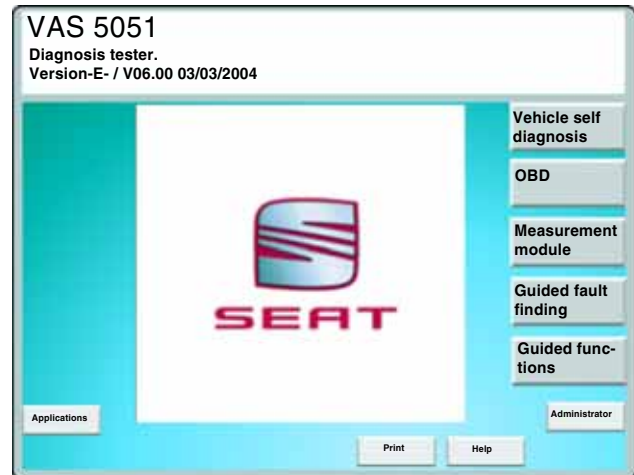 VAS 5051
Diagnosis tester.
Version-E- / V06.00 03/03/2004
Vehicle self
diagnosis
OBD
Measurement
module
Guided fault
finding
Guided func-
tions
SEAT
Applications
Administrator
Print
Help